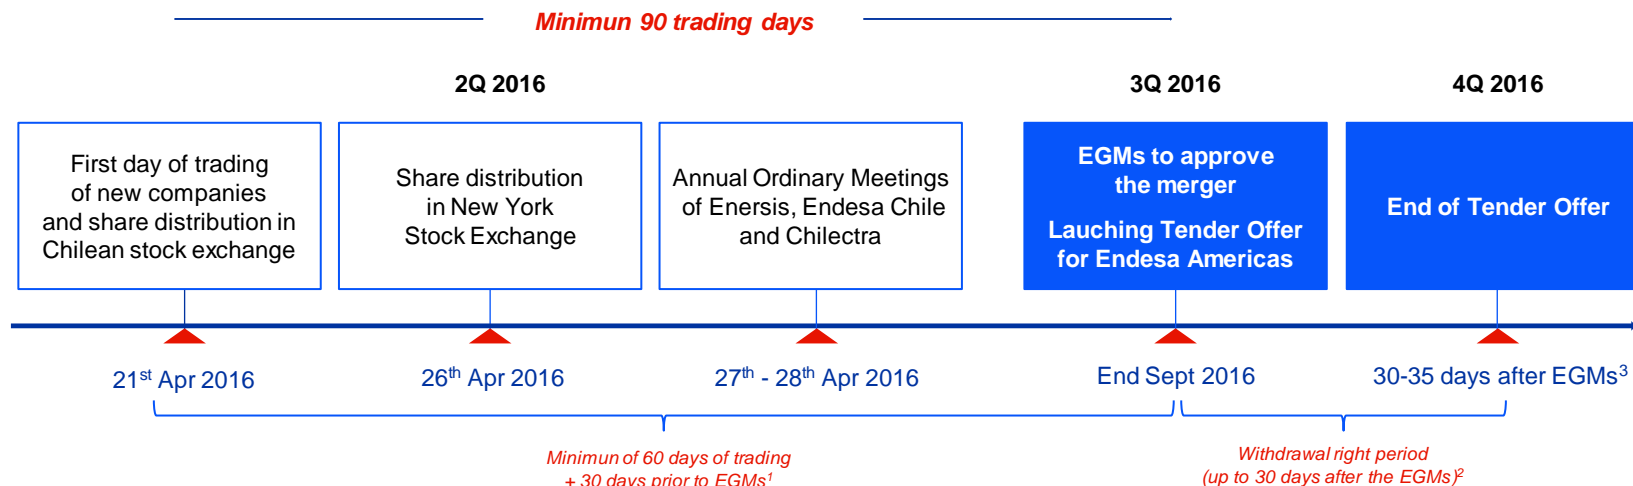 Minimun 90 trading days
2Q 2016
3Q 2016
4Q 2016
First day of trading
of new companies
and share distribution in
Chilean stock exchange
Share distribution
in New York
Stock Exchange
Annual Ordinary Meetings
of Enersis, Endesa Chile
and Chilectra
EGMs to approve
the merger
Lauching Tender Offer
for Endesa Americas
End of Tender Offer
21st Apr 2016
26th Apr 2016
27th - 28th Apr 2016
End Sept 2016
30-35 days after EGMs3
Minimun of 60 days of trading
+ 30 days prior to EGMs1
Withdrawal right period
(up to 30 days after the EGMs)2